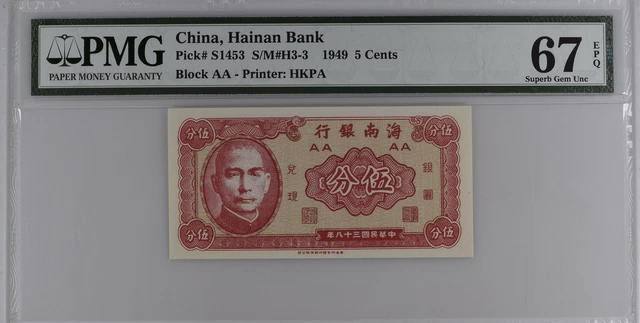 PMG
PAPER MONEY GUARANTY
China, Hainan Bank
Pick# S1453 S/M#H3-3 1949 5 Cents
Block AA - Printer: HKPA
67
EPQ
Superb Gem Unc
伍分
伍分
海南銀行
AA AA
銀圓
伍分
兌現
伍分
伍分
中華民國三十八年